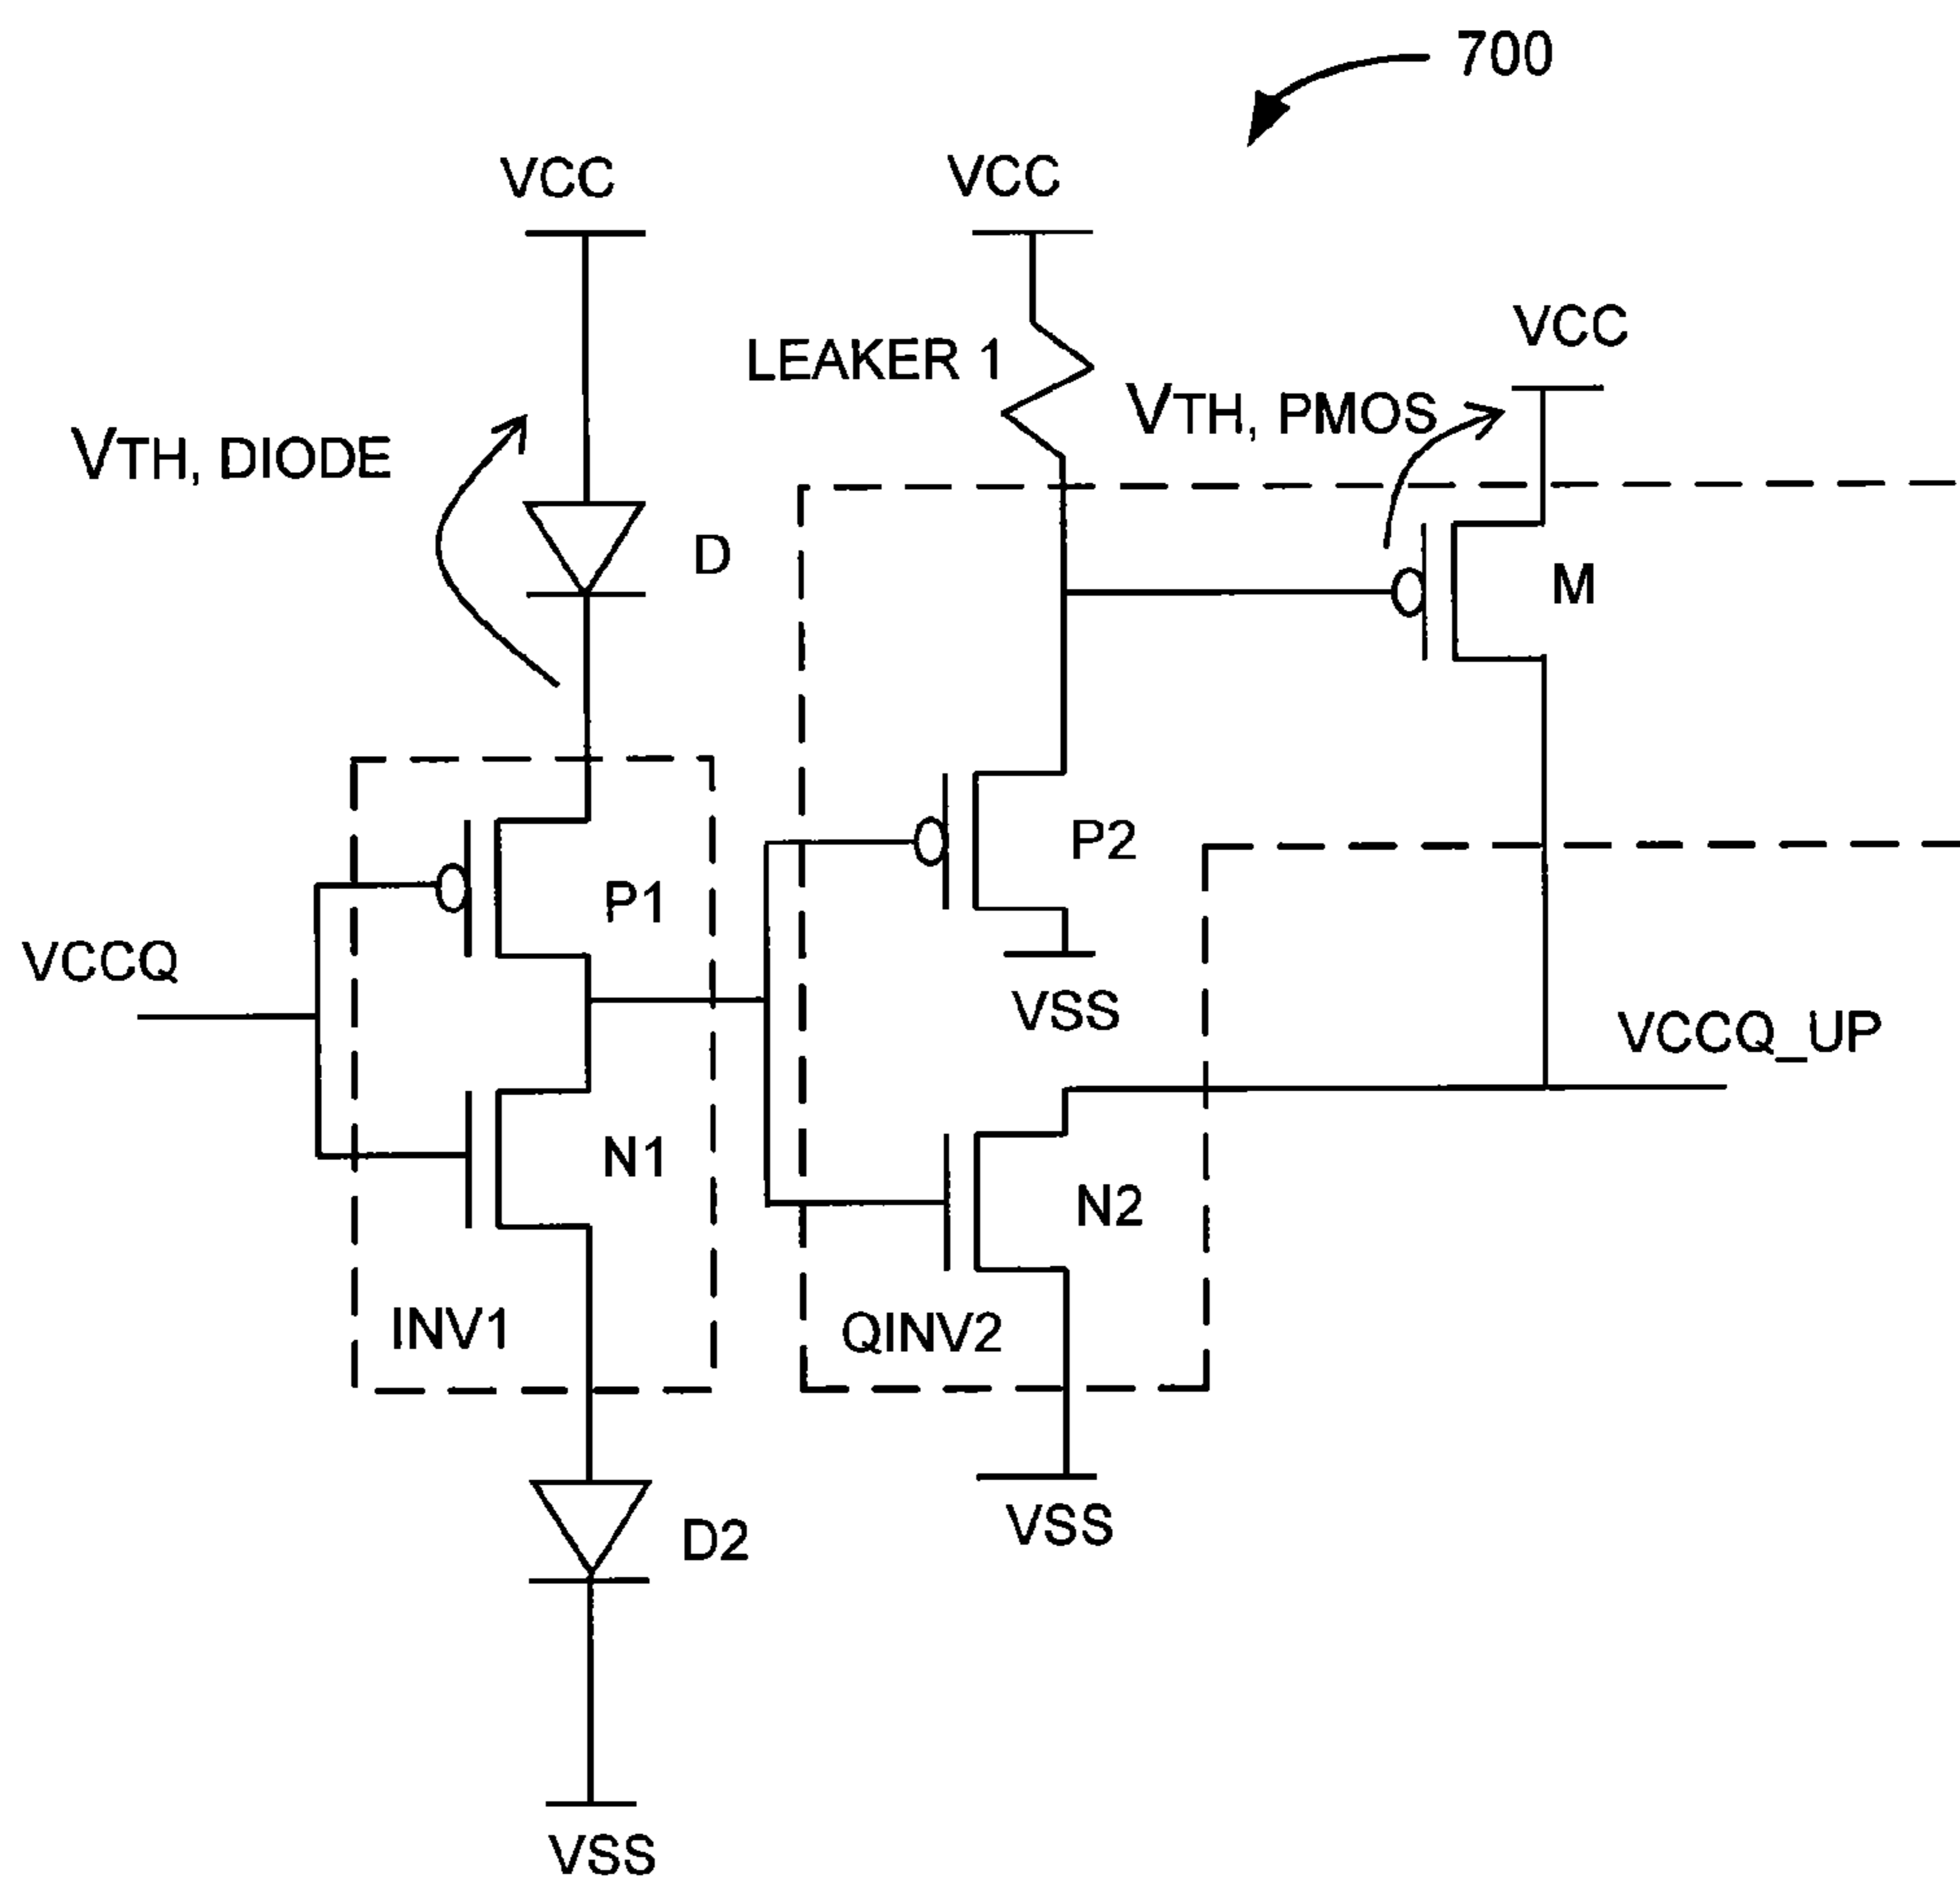 700
VCC
VCC
VCC
LEAKER 1
VTH, PMOS
VTH, DIODE
D
M
P2
P1
VCCQ
VSS
VCCQ_UP
N1
N2
INV1
QINV2
D2
VSS
VSS